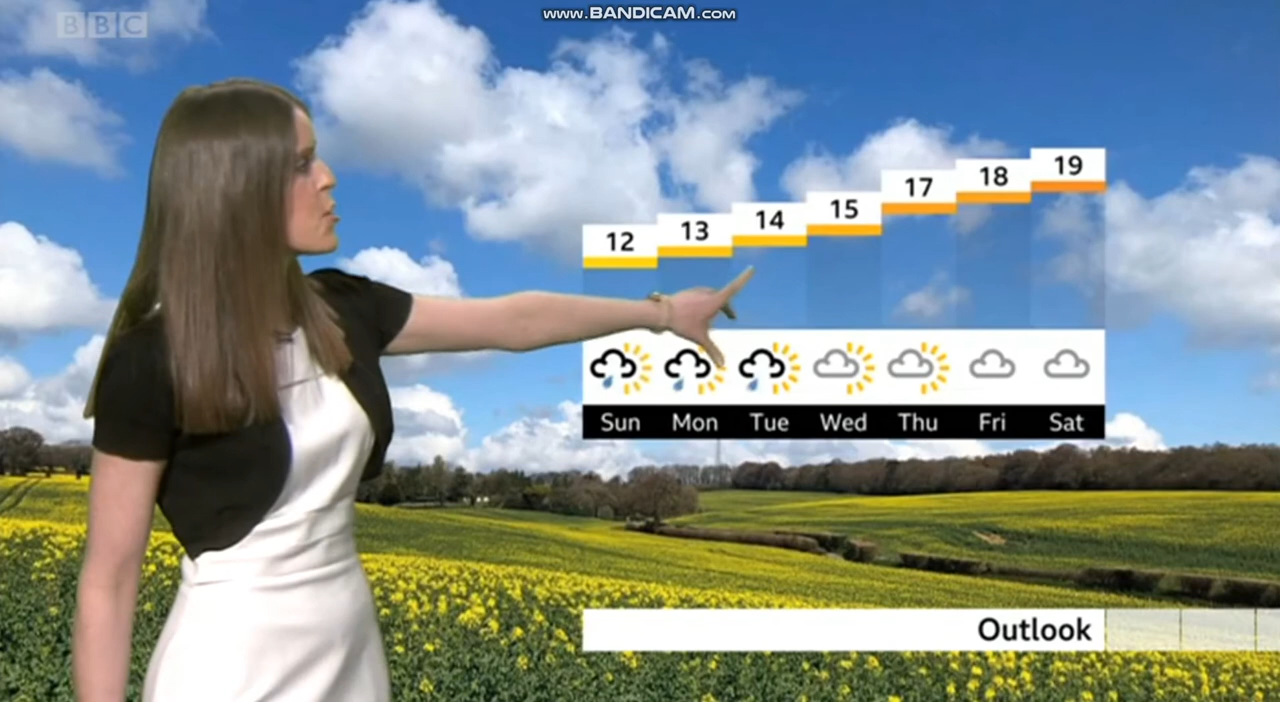 BBC
www.BANDICAM.com
12 13 14 15 17 18 19
Sun Mon Tue Wed Thu Fri Sat
Outlook